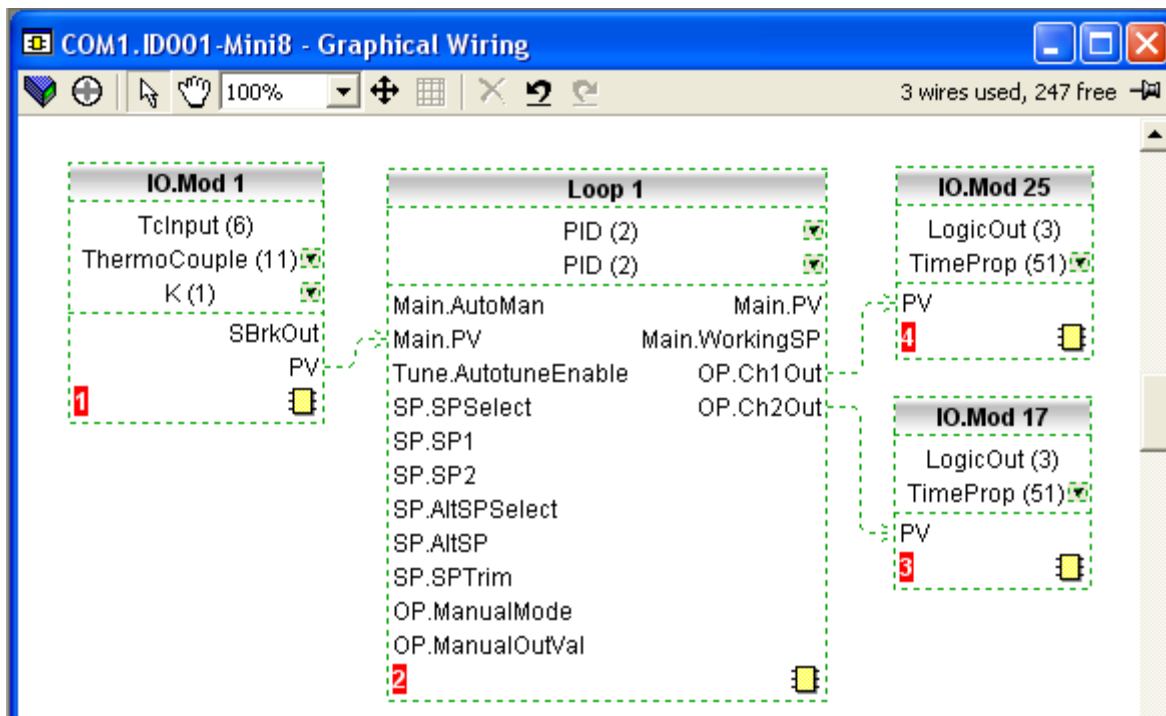 COM1.ID001-Mini8 - Graphical Wiring
100%
3 wires used, 247 free
IO.Mod 1
TcInput (6)
ThermoCouple (11)
K (1)
SBrkOut
PV
1
Loop 1
PID (2)
PID (2)
Main.AutoMan Main.PV
Main.PV Main.WorkingSP
Tune.AutotuneEnable OP.Ch1Out
SP.SPSelect OP.Ch2Out
SP.SP1
SP.SP2
SP.AltSPSelect
SP.AltSP
SP.SPTrim
OP.ManualMode
OP.ManualOutVal
2
IO.Mod 25
LogicOut (3)
TimeProp (51)
PV
4
IO.Mod 17
LogicOut (3)
TimeProp (51)
PV
3